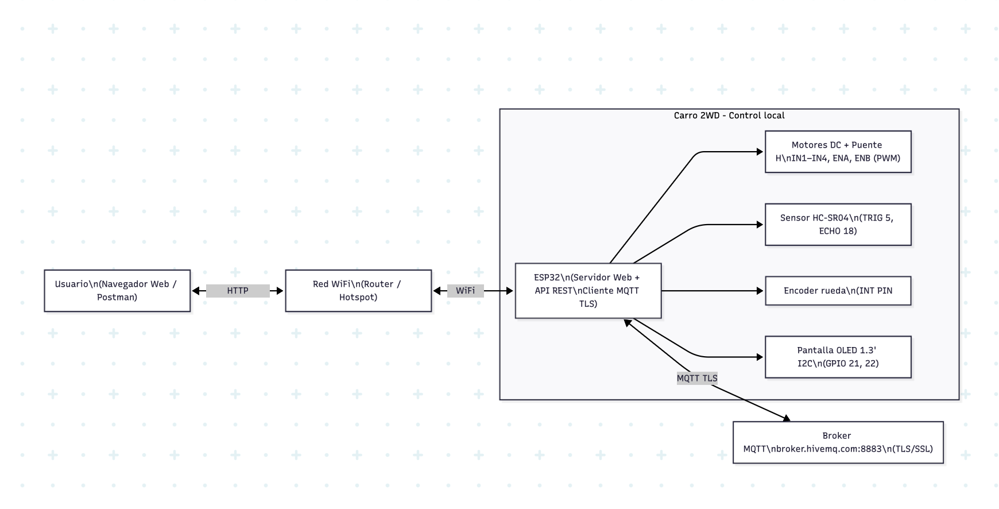 Carro 2WD - Control local
Motores DC + Puente
H\nIN1–IN4, ENA, ENB (PWM)
Sensor HC-SR04\n(TRIG 5,
ECHO 18)
Usuario\n(Navegador Web /
Postman)
HTTP
Red WiFi\n(Router /
Hotspot)
WiFi
ESP32\n(Servidor Web +
API REST\nCliente MQTT
TLS)
Encoder rueda\n(INT PIN
Pantalla OLED 1.3'
I2C\n(GPIO 21, 22)
MQTT TLS
Broker
MQTT\nbroker.hivemq.com:8883\n(TLS/SSL)